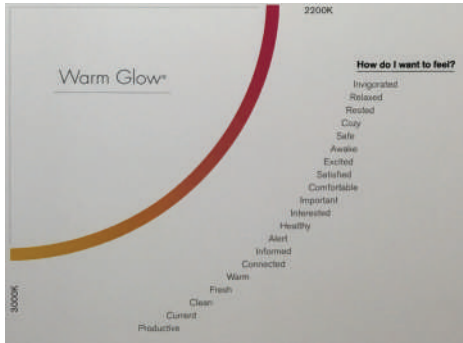 2200K
How do I want to feel?
Warm Glow®
Invigorated
Relaxed
Rested
Cozy
Safe
Awake
Excited
Satisfied
Comfortable
Important
Interested
Healthy
Alert
Informed
Connected
Warm
Fresh
Clean
Current
Productive
3000K